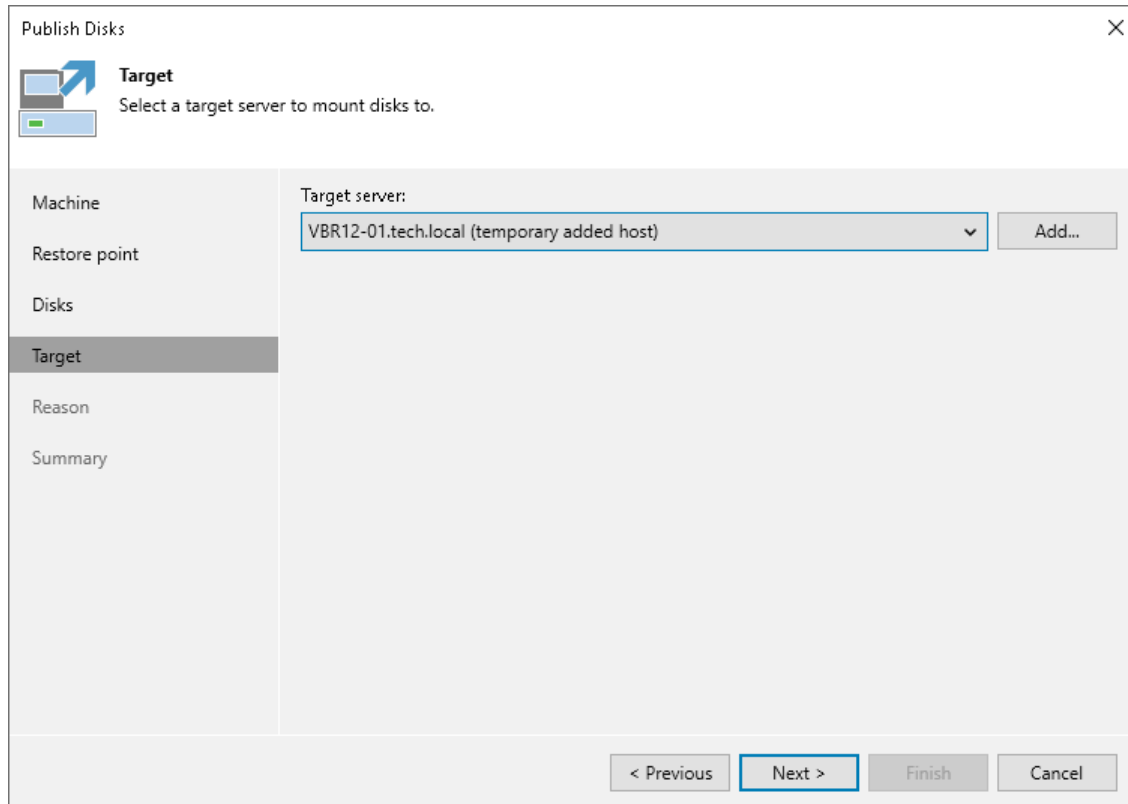 Publish Disks
Target
Select a target server to mount disks to.
Machine
Restore point
Disks
Target
Reason
Summary
Target server:
VBR12-01.tech.local (temporary added host)
Add...
< Previous
Next >
Finish
Cancel